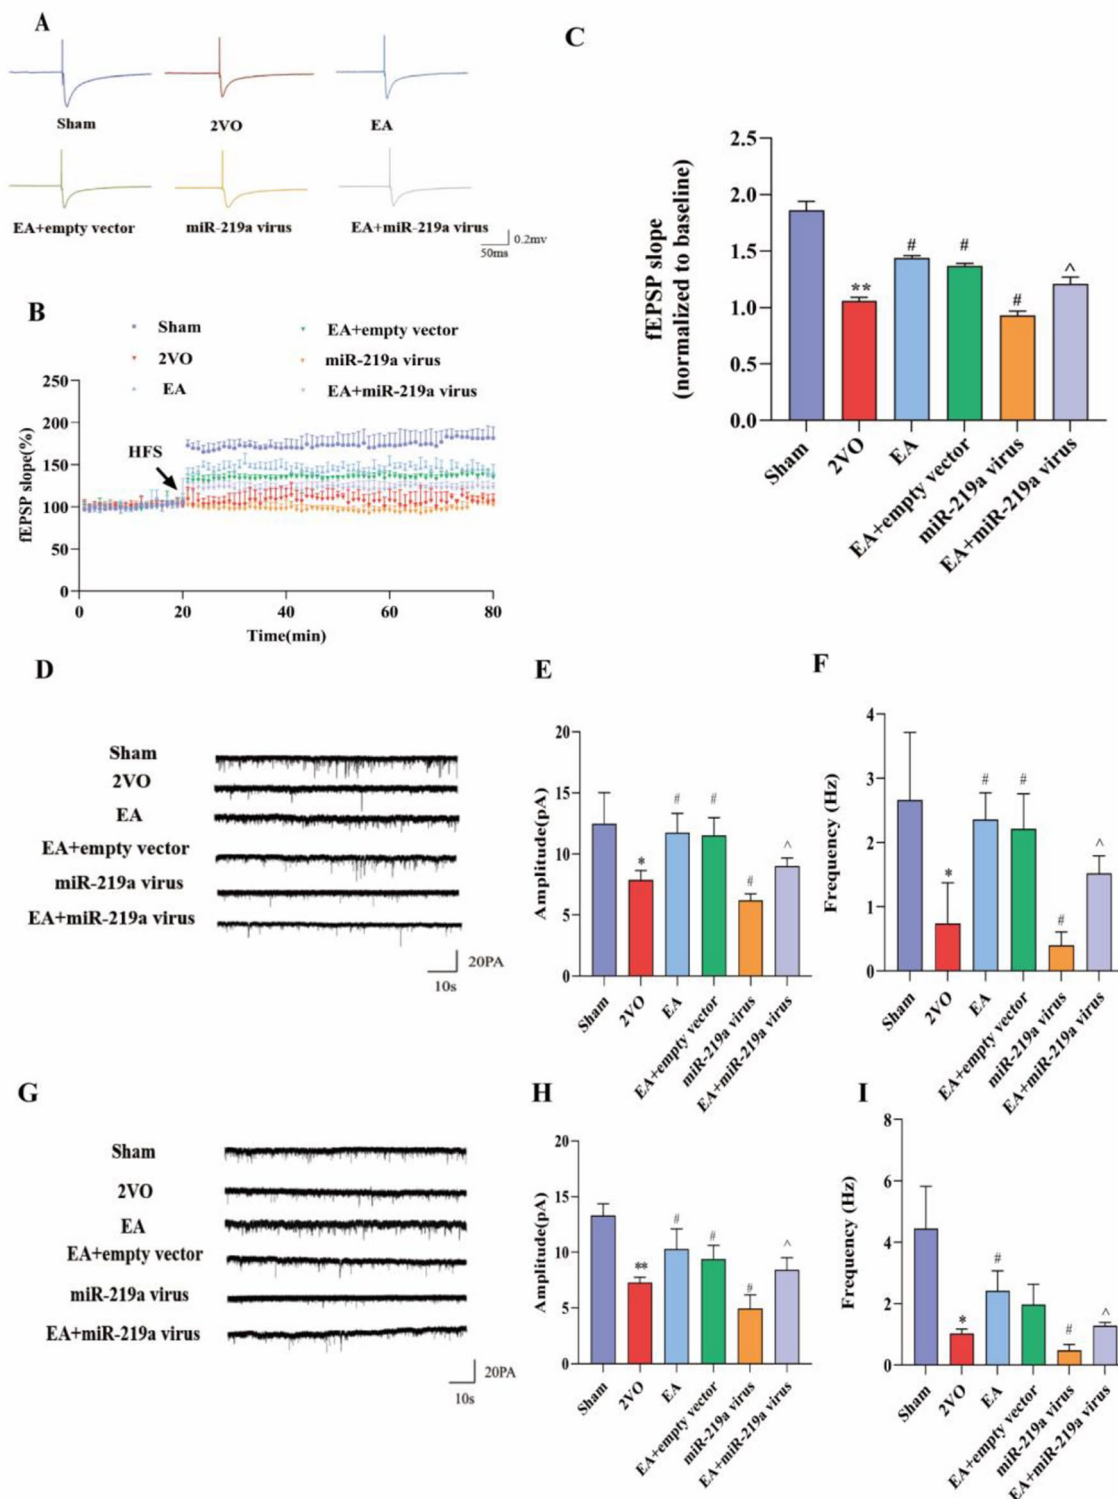 A
Sham
2VO
EA
EA+empty vector
miR-219a virus
EA+miR-219a virus
0.2mv
50ms
B
Sham
2VO
EA
EA+empty vector
miR-219a virus
EA+miR-219a virus
fEPSP slope(%)
250
200
150
100
50
0
HFS
0
20
40
60
80
Time(min)
C
fEPSP slope
(normalized to baseline)
2.5
2.0
1.5
1.0
0.5
0.0
**
#
#
#
^
Sham
2VO
EA
EA+empty vector
miR-219a virus
EA+miR-219a virus
D
Sham
2VO
EA
EA+empty vector
miR-219a virus
EA+miR-219a virus
20PA
10s
E
Amplitude(pA)
20
15
10
5
0
*
#
#
#
^
Sham
2VO
EA
EA+empty vector
miR-219a virus
EA+miR-219a virus
F
Frequency (Hz)
4
3
2
1
0
*
#
#
#
^
Sham
2VO
EA
EA+empty vector
miR-219a virus
EA+miR-219a virus
G
Sham
2VO
EA
EA+empty vector
miR-219a virus
EA+miR-219a virus
20PA
10s
H
Amplitude(pA)
20
15
10
5
0
**
#
#
#
^
Sham
2VO
EA
EA+empty vector
miR-219a virus
EA+miR-219a virus
I
Frequency (Hz)
8
6
4
2
0
*
#
#
^
Sham
2VO
EA
EA+empty vector
miR-219a virus
EA+miR-219a virus